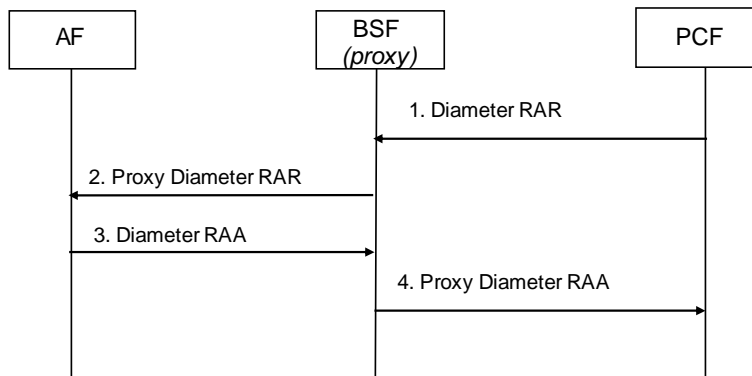 AF
BSF
(proxy)
PCF
1. Diameter RAR
2. Proxy Diameter RAR
3. Diameter RAA
4. Proxy Diameter RAA